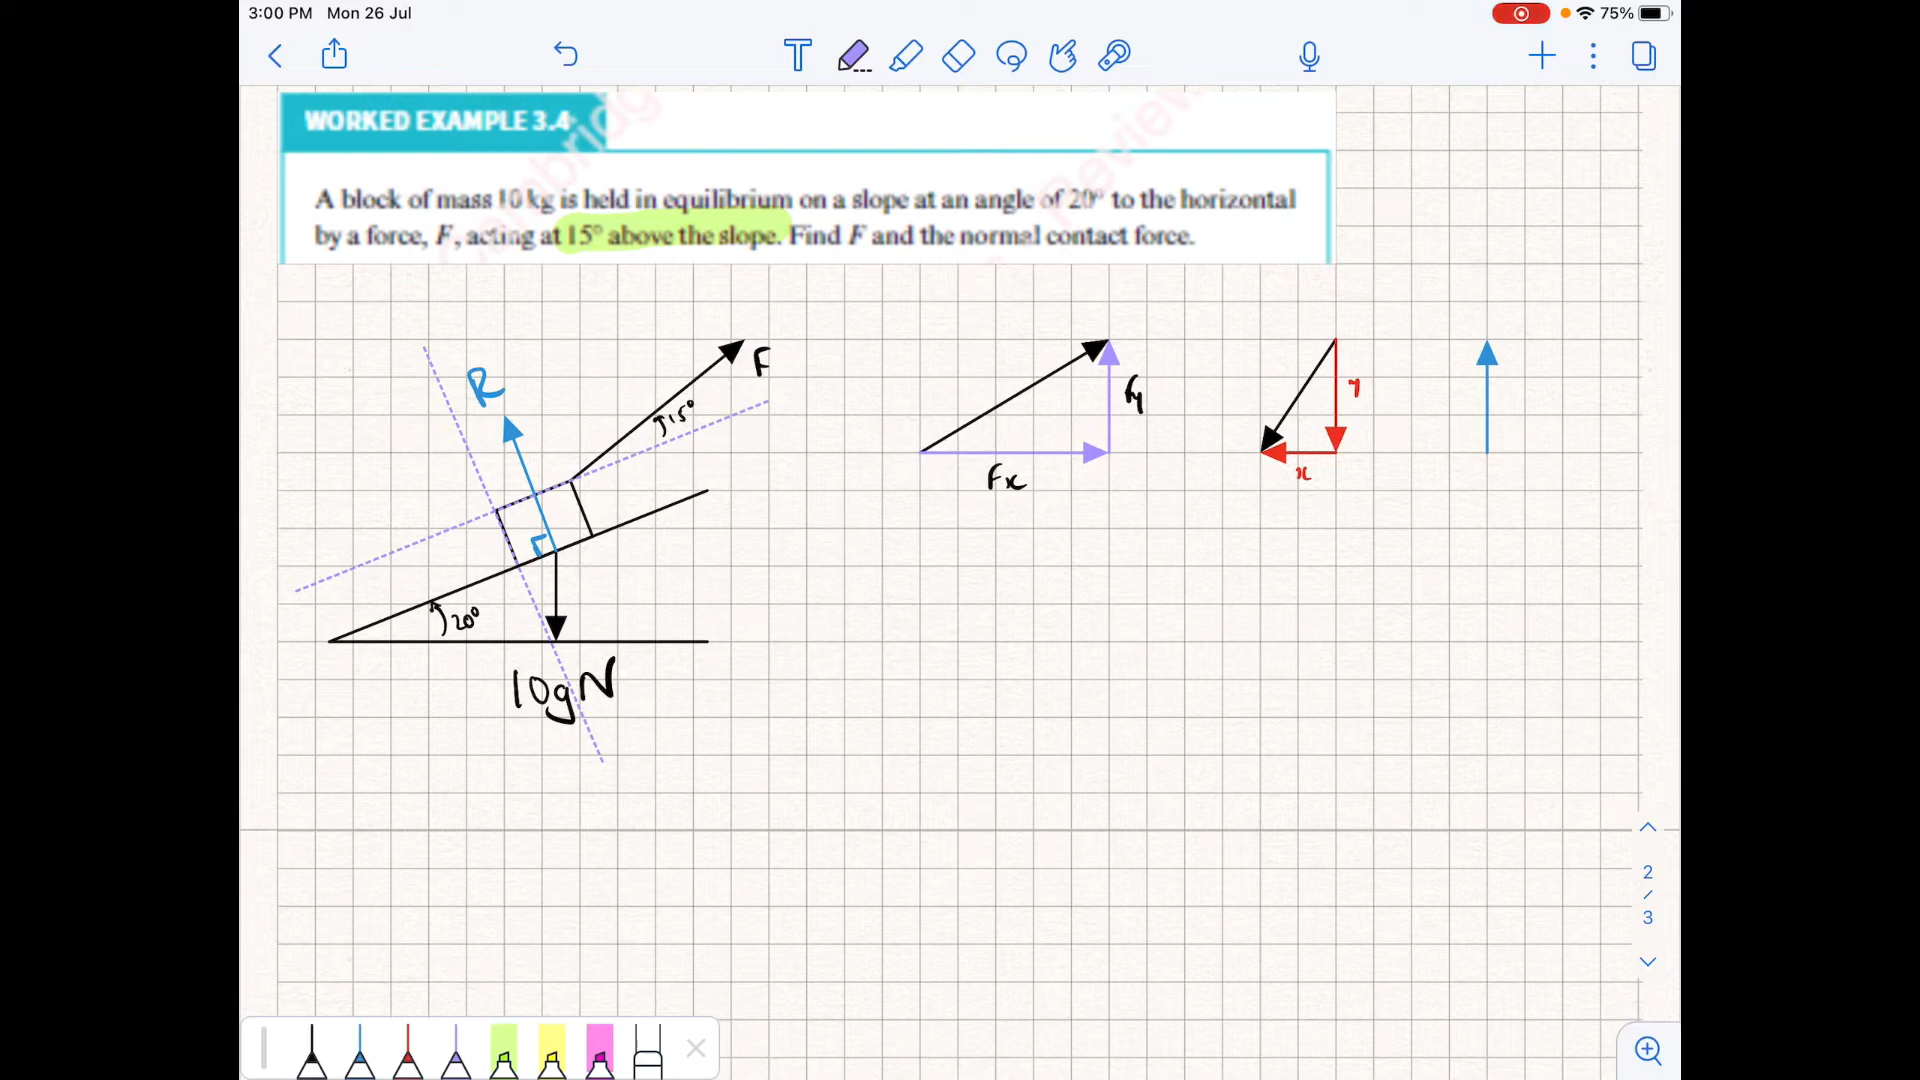 3:00 PM Mon 26 Jul
75%
WORKED EXAMPLE 3.4
A block of mass 10 kg is held in equilibrium on a slope at an angle of 20° to the horizontal
by a force, F, acting at 15° above the slope. Find F and the normal contact force.
R
F
15°
20°
10gN
Fy
Fx
y
x
2
/
3